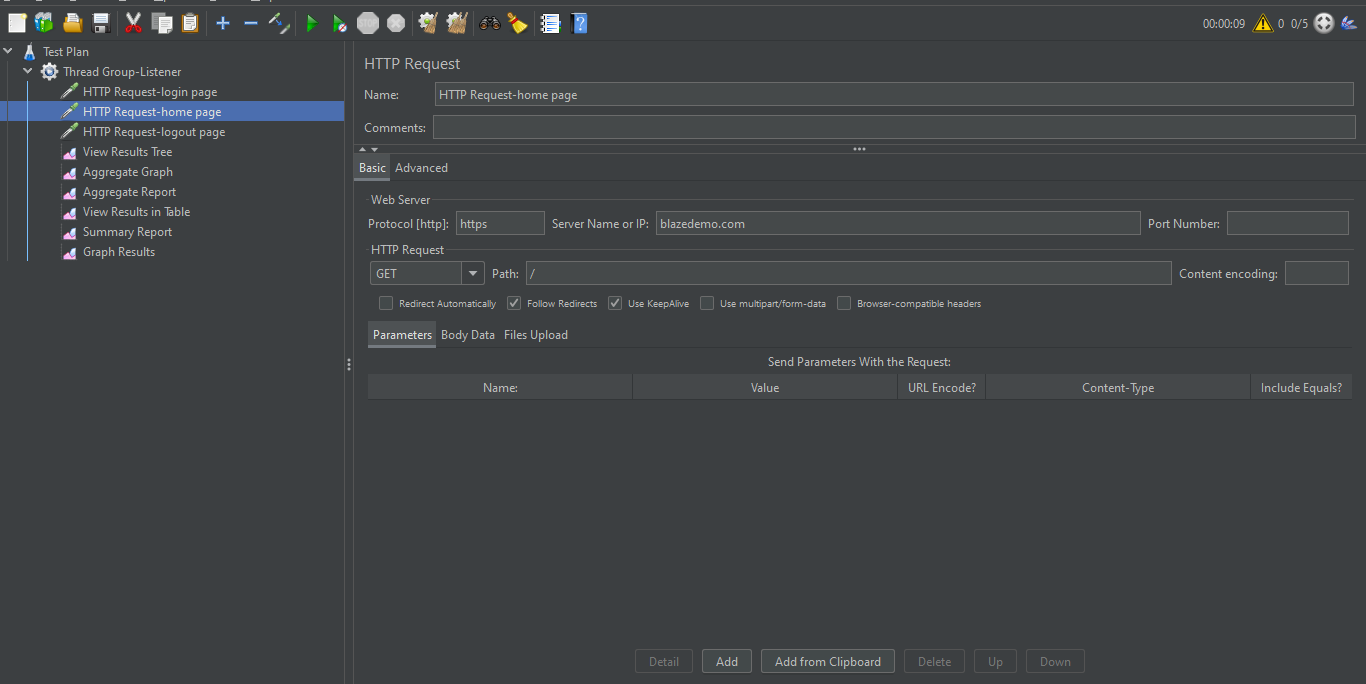 00:00:09 0 0/5
Test Plan
Thread Group-Listener
HTTP Request-login page
HTTP Request-home page
HTTP Request-logout page
View Results Tree
Aggregate Graph
Aggregate Report
View Results in Table
Summary Report
Graph Results
HTTP Request
Name: HTTP Request-home page
Comments:
Basic Advanced
Web Server
Protocol [http]: https Server Name or IP: blazedemo.com Port Number:
HTTP Request
GET Path: / Content encoding:
Redirect Automatically Follow Redirects Use KeepAlive Use multipart/form-data Browser-compatible headers
Parameters Body Data Files Upload
Send Parameters With the Request:
Name: Value URL Encode? Content-Type Include Equals?
Detail Add Add from Clipboard Delete Up Down